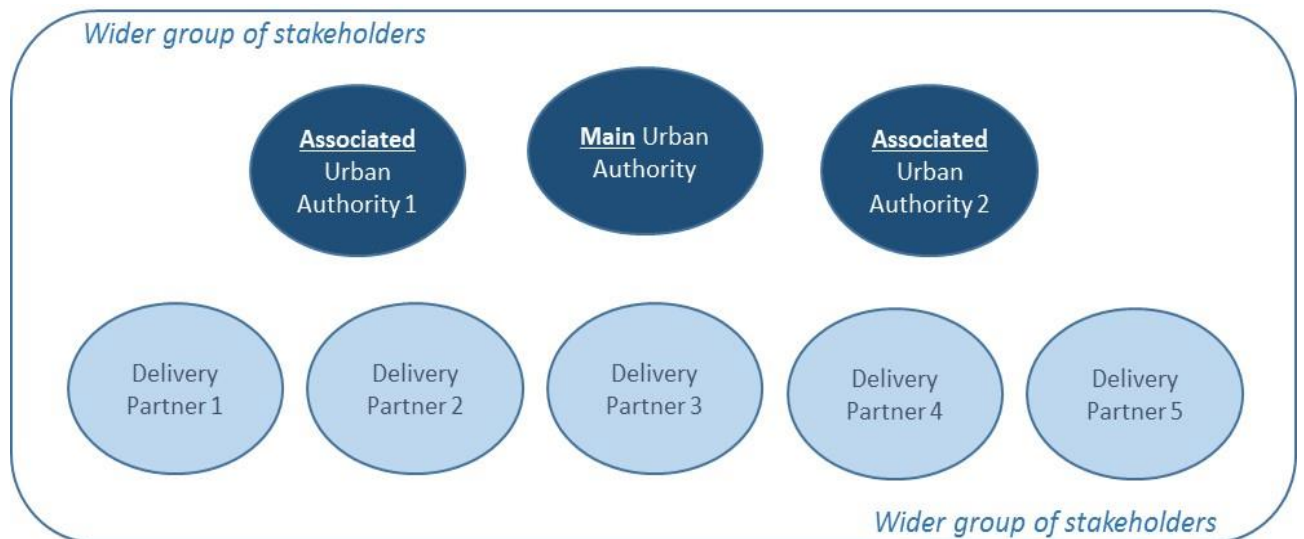 Wider group of stakeholders
Associated
Urban
Authority 1
Main Urban
Authority
Associated
Urban
Authority 2
Delivery
Partner 1
Delivery
Partner 2
Delivery
Partner 3
Delivery
Partner 4
Delivery
Partner 5
Wider group of stakeholders